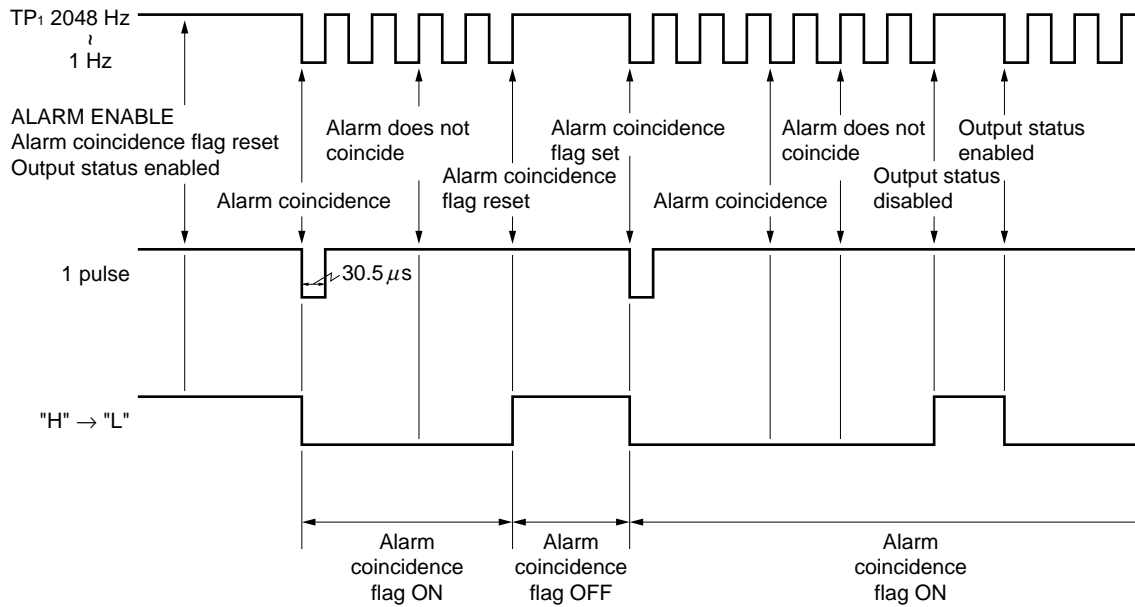 TP₁ 2048 Hz
~
1 Hz
ALARM ENABLE
Alarm coincidence flag reset
Output status enabled
Alarm coincidence
Alarm does not
coincide
Alarm coincidence
flag reset
Alarm coincidence
flag set
Alarm coincidence
Alarm does not
coincide
Output status
disabled
Output status
enabled
1 pulse
30.5 µs
"H" → "L"
Alarm
coincidence
flag ON
Alarm
coincidence
flag OFF
Alarm
coincidence
flag ON